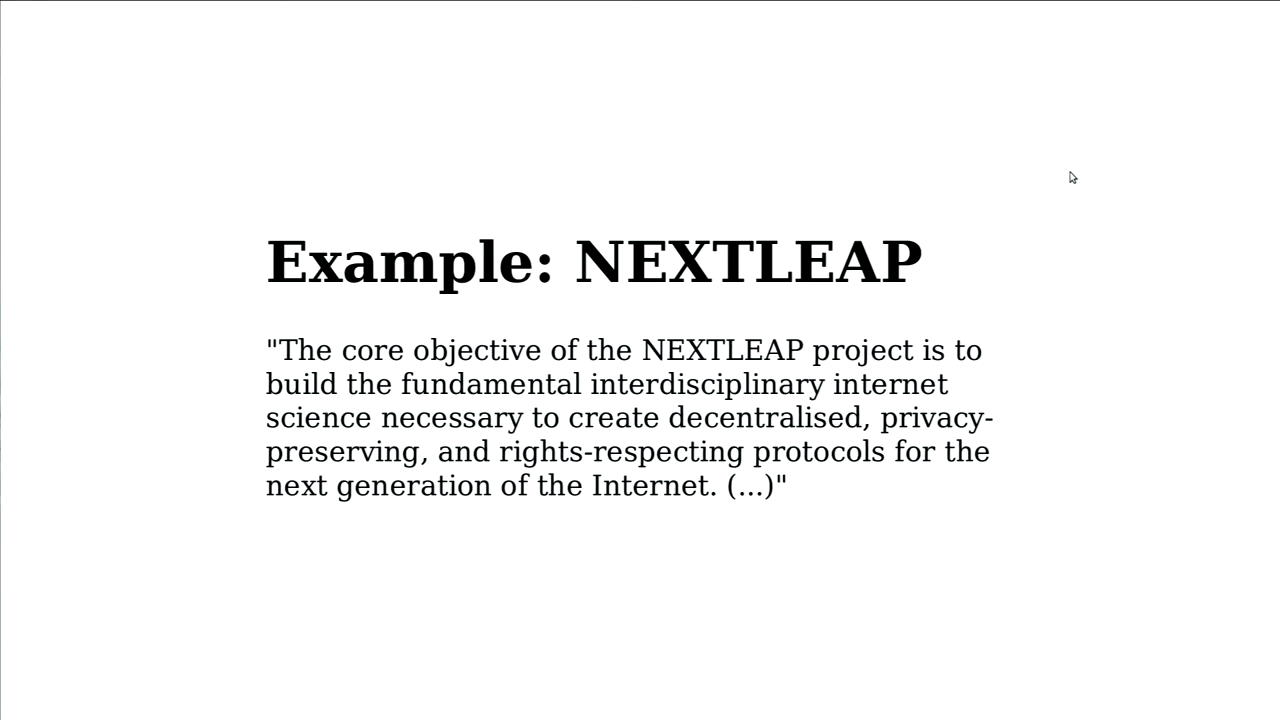 Example: NEXTLEAP
"The core objective of the NEXTLEAP project is to
build the fundamental interdisciplinary internet
science necessary to create decentralised, privacy-
preserving, and rights-respecting protocols for the
next generation of the Internet. (...)"